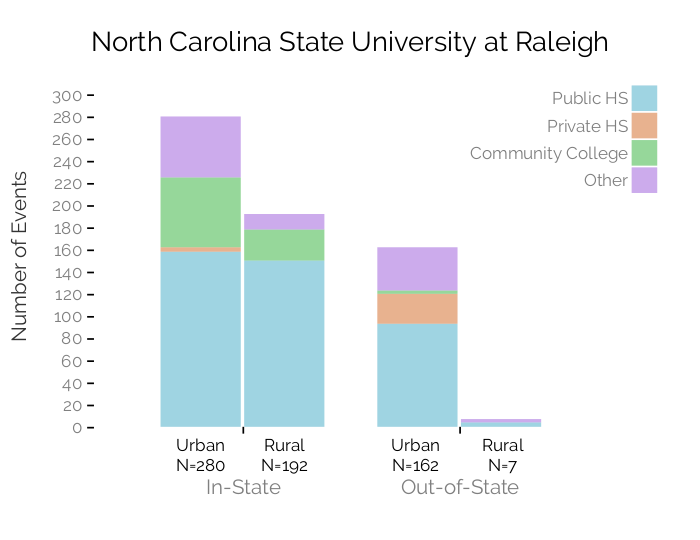 North Carolina State University at Raleigh
Number of Events
300
280
260
240
220
200
180
160
140
120
100
80
60
40
20
0
Public HS
Private HS
Community College
Other
Urban
N=280
Rural
N=192
In-State
Urban
N=162
Rural
N=7
Out-of-State